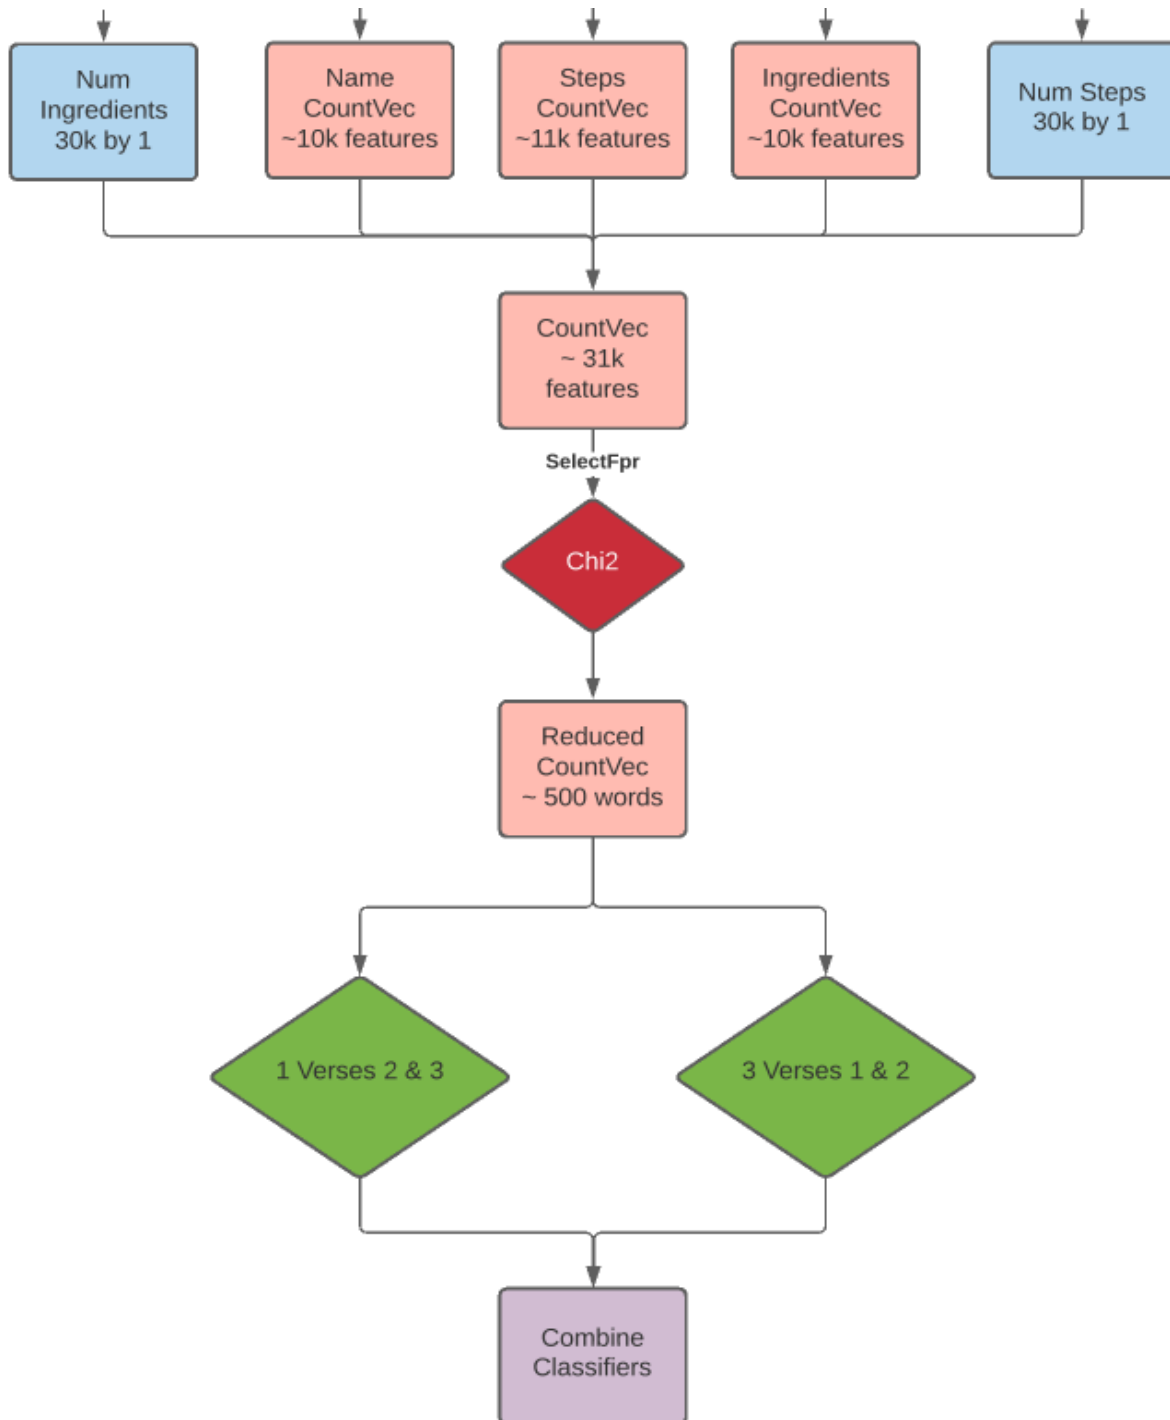 Num
Ingredients
30k by 1
Name
CountVec
~10k features
Steps
CountVec
~11k features
Ingredients
CountVec
~10k features
Num Steps
30k by 1
CountVec
~ 31k
features
SelectFpr
Chi2
Reduced
CountVec
~ 500 words
1 Verses 2 & 3
3 Verses 1 & 2
Combine
Classifiers